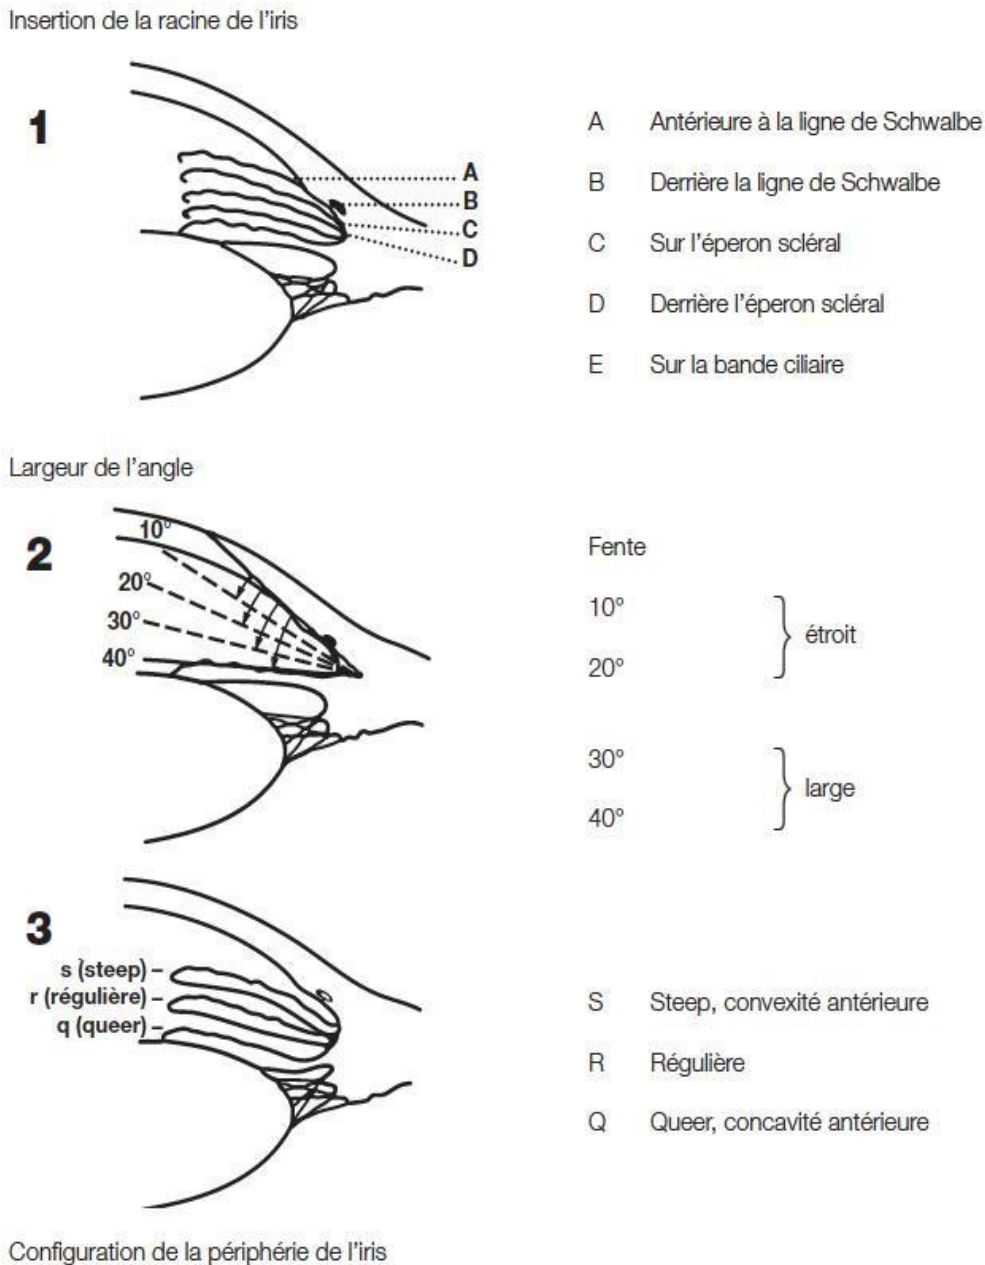 Insertion de la racine de l'iris
1
A
B
C
D
A Antérieure à la ligne de Schwalbe
B Derrière la ligne de Schwalbe
C Sur l'éperon scléral
D Derrière l'éperon scléral
E Sur la bande ciliaire
Largeur de l'angle
2
10°
20°
30°
40°
Fente
10°
20°
étroit
30°
40°
large
3
s (steep) –
r (régulière) –
q (queer) –
S Steep, convexité antérieure
R Régulière
Q Queer, concavité antérieure
Configuration de la périphérie de l'iris